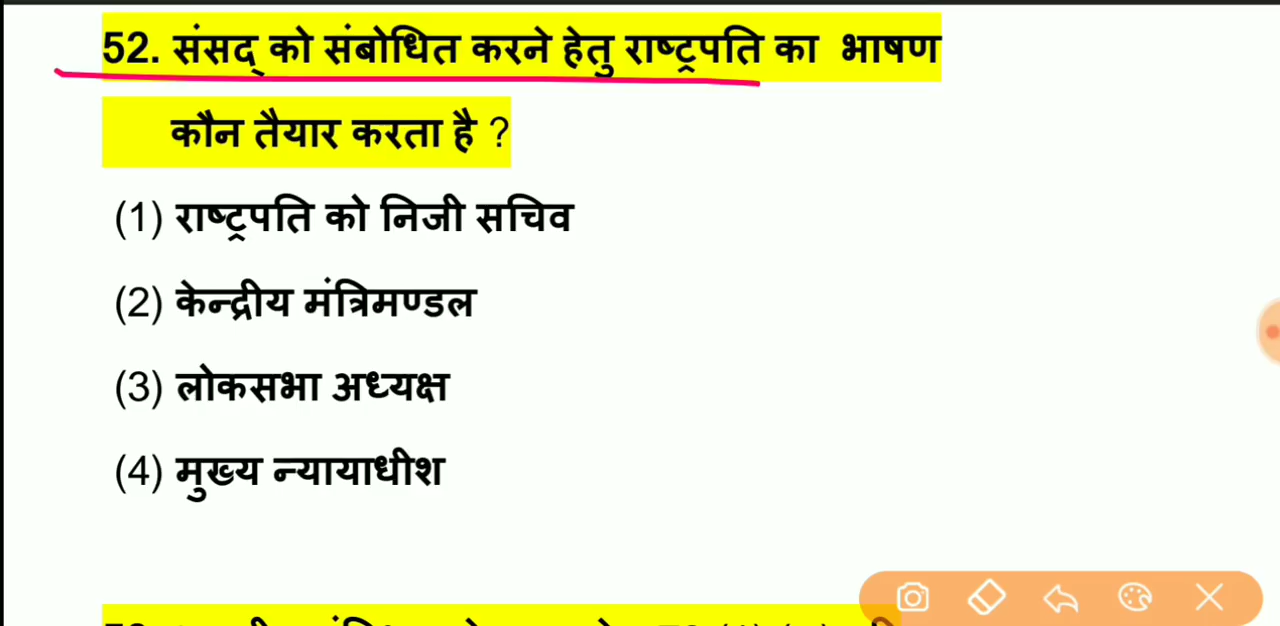 52. संसद् को संबोधित करने हेतु राष्ट्रपति का भाषण
कौन तैयार करता है ?
(1) राष्ट्रपति को निजी सचिव
(2) केन्द्रीय मंत्रिमण्डल
(3) लोकसभा अध्यक्ष
(4) मुख्य न्यायाधीश